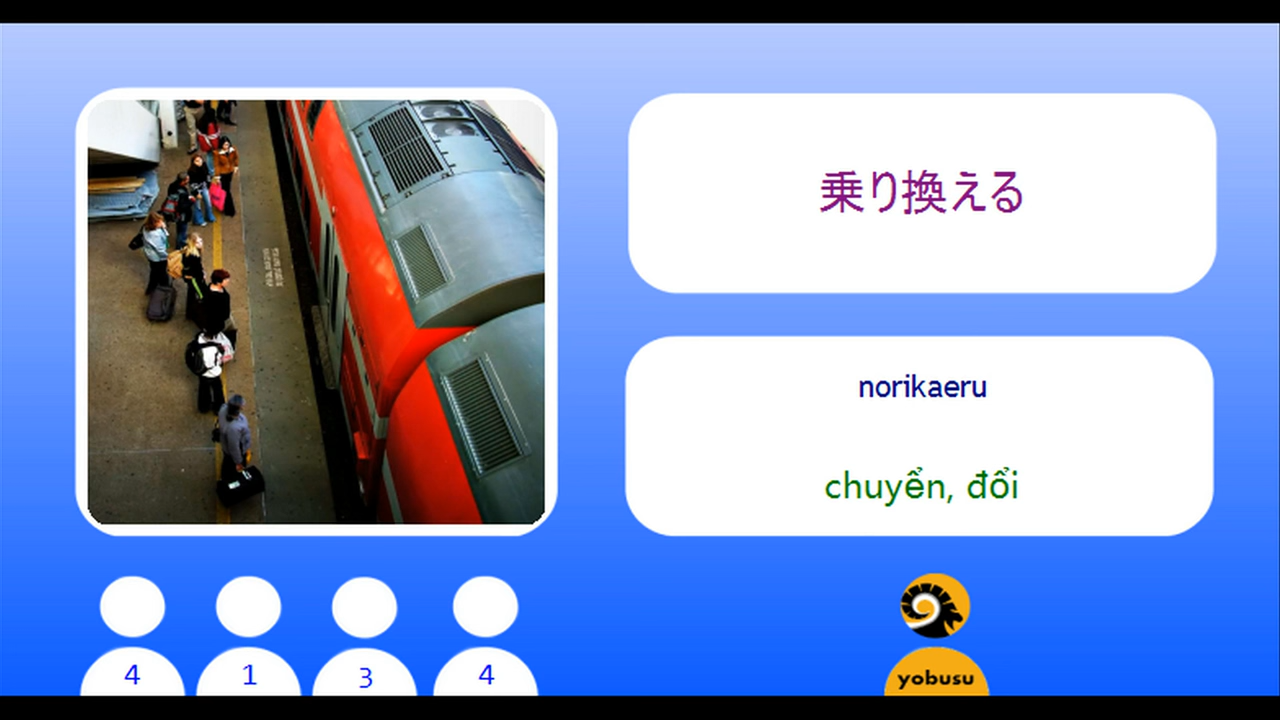 乗り換える
norikaeru
chuyển, đổi
4 1 3 4
yobusu